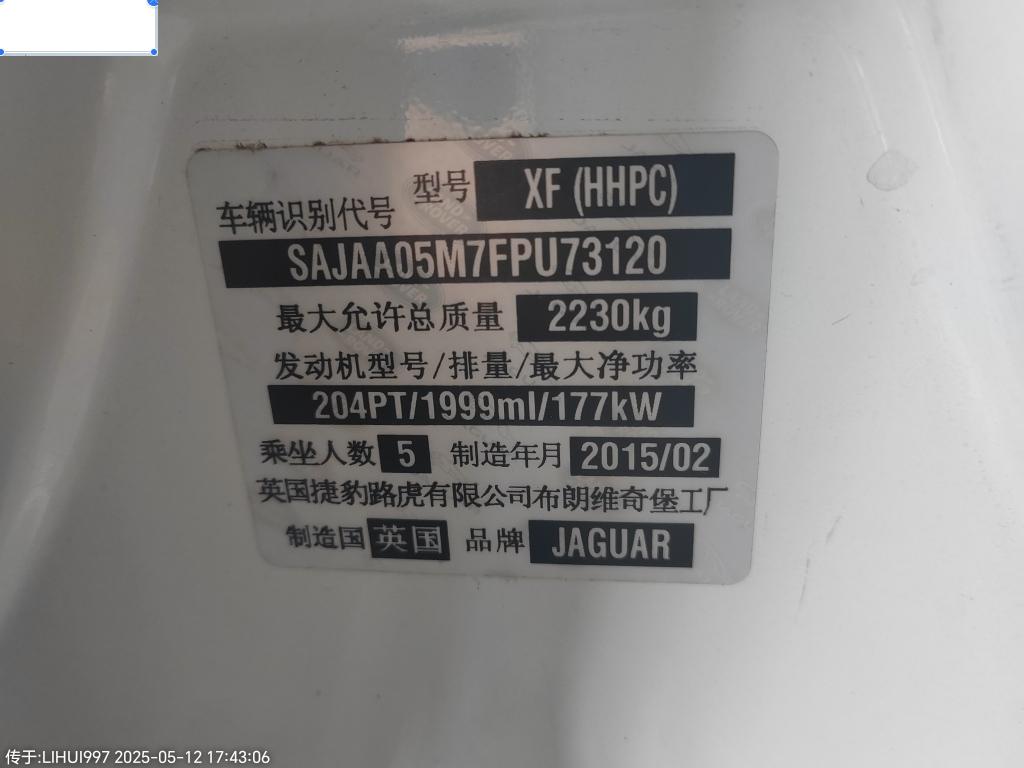 型号 XF (HHPC)
车辆识别代号
SAJAA05M7FPU73120
最大允许总质量 2230kg
发动机型号/排量/最大净功率
204PT/1999ml/177kW
乘坐人数 5 制造年月 2015/02
英国捷豹路虎有限公司布朗维奇堡工厂
制造国 英国 品牌 JAGUAR
传于:LIHUI997 2025-05-12 17:43:06